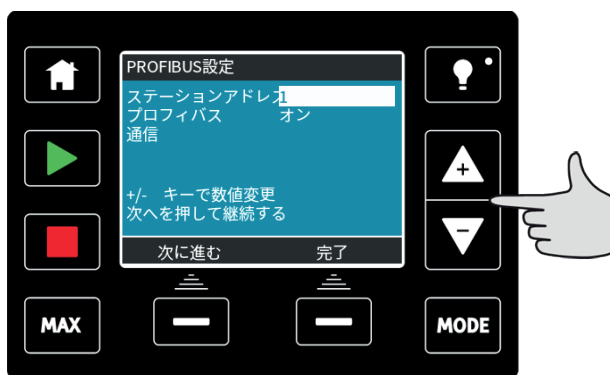 PROFIBUS設定
ステーションアドレス1
プロフィバス オン
通信
+/- キーで数値変更
次へを押して継続する
次に進む 完了
+
-
MAX
MODE